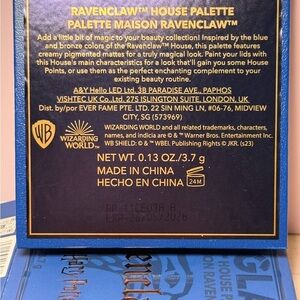 RAVENCLAW™ HOUSE PALETTE
PALETTE MAISON RAVENCLAW™
Add a little bit of magic to your beauty collection! Inspired by the blue
and bronze colors of the Ravenclaw™ House, this palette features
creamy pigmented mattes for a truly magical look. Paint your lids with
this House's main characteristics for a look that'll gain you some House
Points, or use them as the perfect enchanting complement to your
existing beauty routine.
A&Y Hello LED Ltd. 3B PARADISE AVE., PAPHOS
VISHTEC UK Co., Ltd. 275 ISLINGTON SUITE, LONDON, UK
Dist. by/por EVER FAME PTE. LTD. 22 SIN MING LN, #06-76, MIDVIEW
CITY, SG (573969)
WB
WIZARDING
WORLD™
WIZARDING WORLD and all related trademarks, characters,
names, and indicia are © & ™ Warner Bros. Entertainment Inc.
WB SHIELD: © & ™ WBEI. Publishing Rights © JKR. (s23)
NET WT. 0.13 OZ./3.7 g
MADE IN CHINA
HECHO EN CHINA
24M